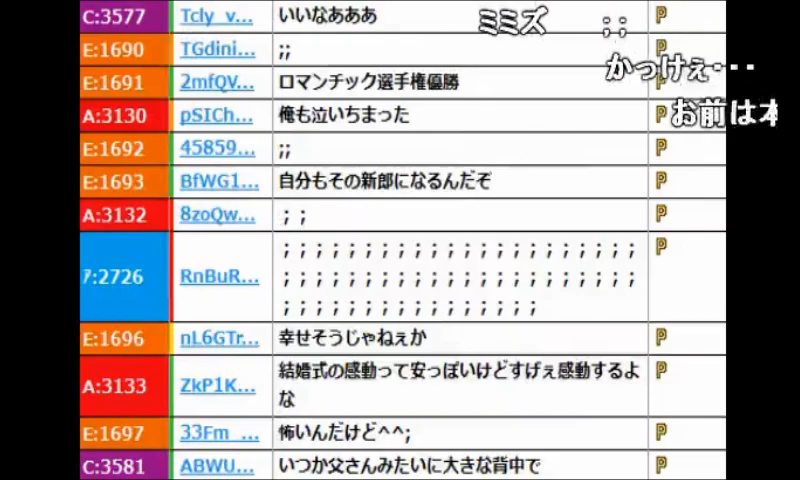 C:3577 Tcly_v... いいなあああ P
ミミズ ;;
E:1690 TGdini... ;; P
かっけぇ・・・
E:1691 2mfQV... ロマンチック選手権優勝 P
A:3130 pSICh... 俺も泣いちまった P
お前は本
E:1692 45859... ;; P
E:1693 BfWG1... 自分もその新郎になるんだぞ P
A:3132 8zoQw... ; ; P
7:2726 RnBuR... ; ; ; ; ; ; ; ; ; ; ; ; ; ; ; ; ; ; ; ; ; ; P
; ; ; ; ; ; ; ; ; ; ; ; ; ; ; ; ; ; ; ; ; ;
; ; ; ; ; ; ; ; ; ; ; ; ; ; ; ;
E:1696 nL6GTr... 幸せそうじゃねぇか P
A:3133 ZkP1K... 結婚式の感動って安っぽいけどすげぇ感動するよ P
な
E:1697 33Fm_... 怖いんだけど^^; P
C:3581 ABWU... いつか父さんみたいに大きな背中で P